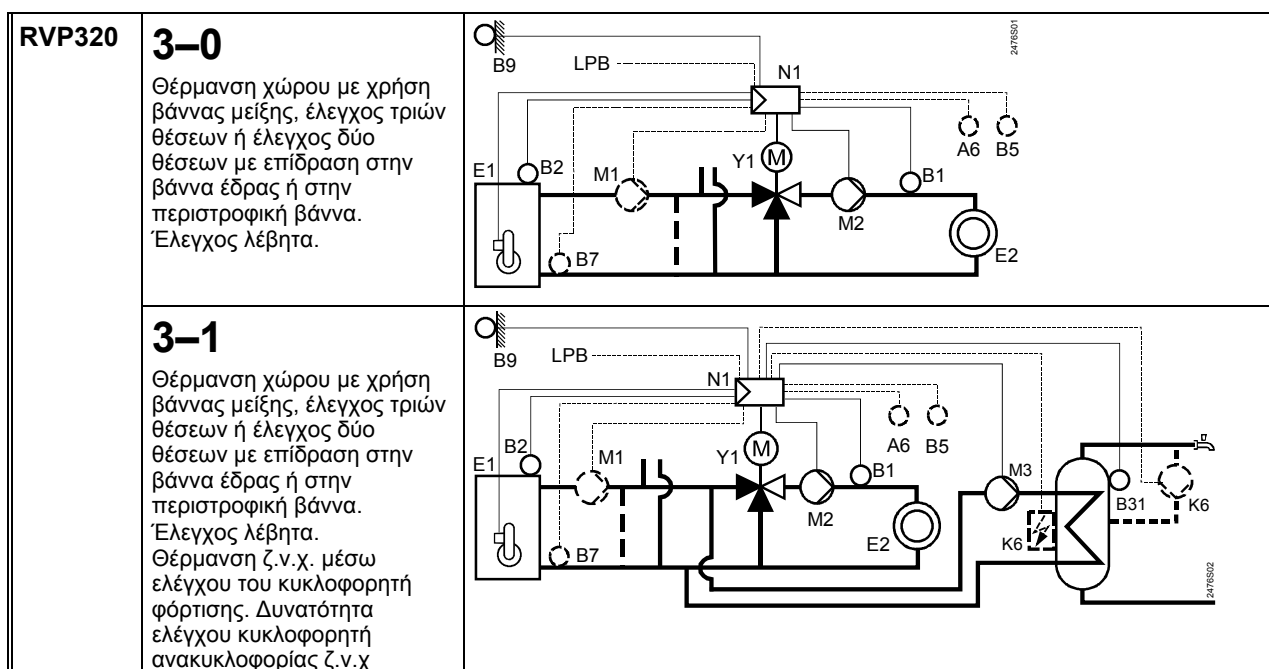 RVP320
3–0
Θέρμανση χώρου με χρήση
βάννας μείξης, έλεγχος τριών
θέσεων ή έλεγχος δύο
θέσεων με επίδραση στην
βάννα έδρας ή στην
περιστροφική βάννα.
Έλεγχος λέβητα.
2476S01
B9
LPB
N1
A6
B5
E1
B2
M1
Y1
M
B1
M2
B7
E2
3–1
Θέρμανση χώρου με χρήση
βάννας μείξης, έλεγχος τριών
θέσεων ή έλεγχος δύο
θέσεων με επίδραση στην
βάννα έδρας ή στην
περιστροφική βάννα.
Έλεγχος λέβητα.
Θέρμανση ζ.ν.χ. μέσω
ελέγχου του κυκλοφορητή
φόρτισης. Δυνατότητα
ελέγχου κυκλοφορητή
ανακυκλοφορίας ζ.ν.χ
B9
LPB
N1
A6
B5
E1
B2
M1
Y1
M
B1
M3
M2
B31
K6
B7
E2
K6
2476S02